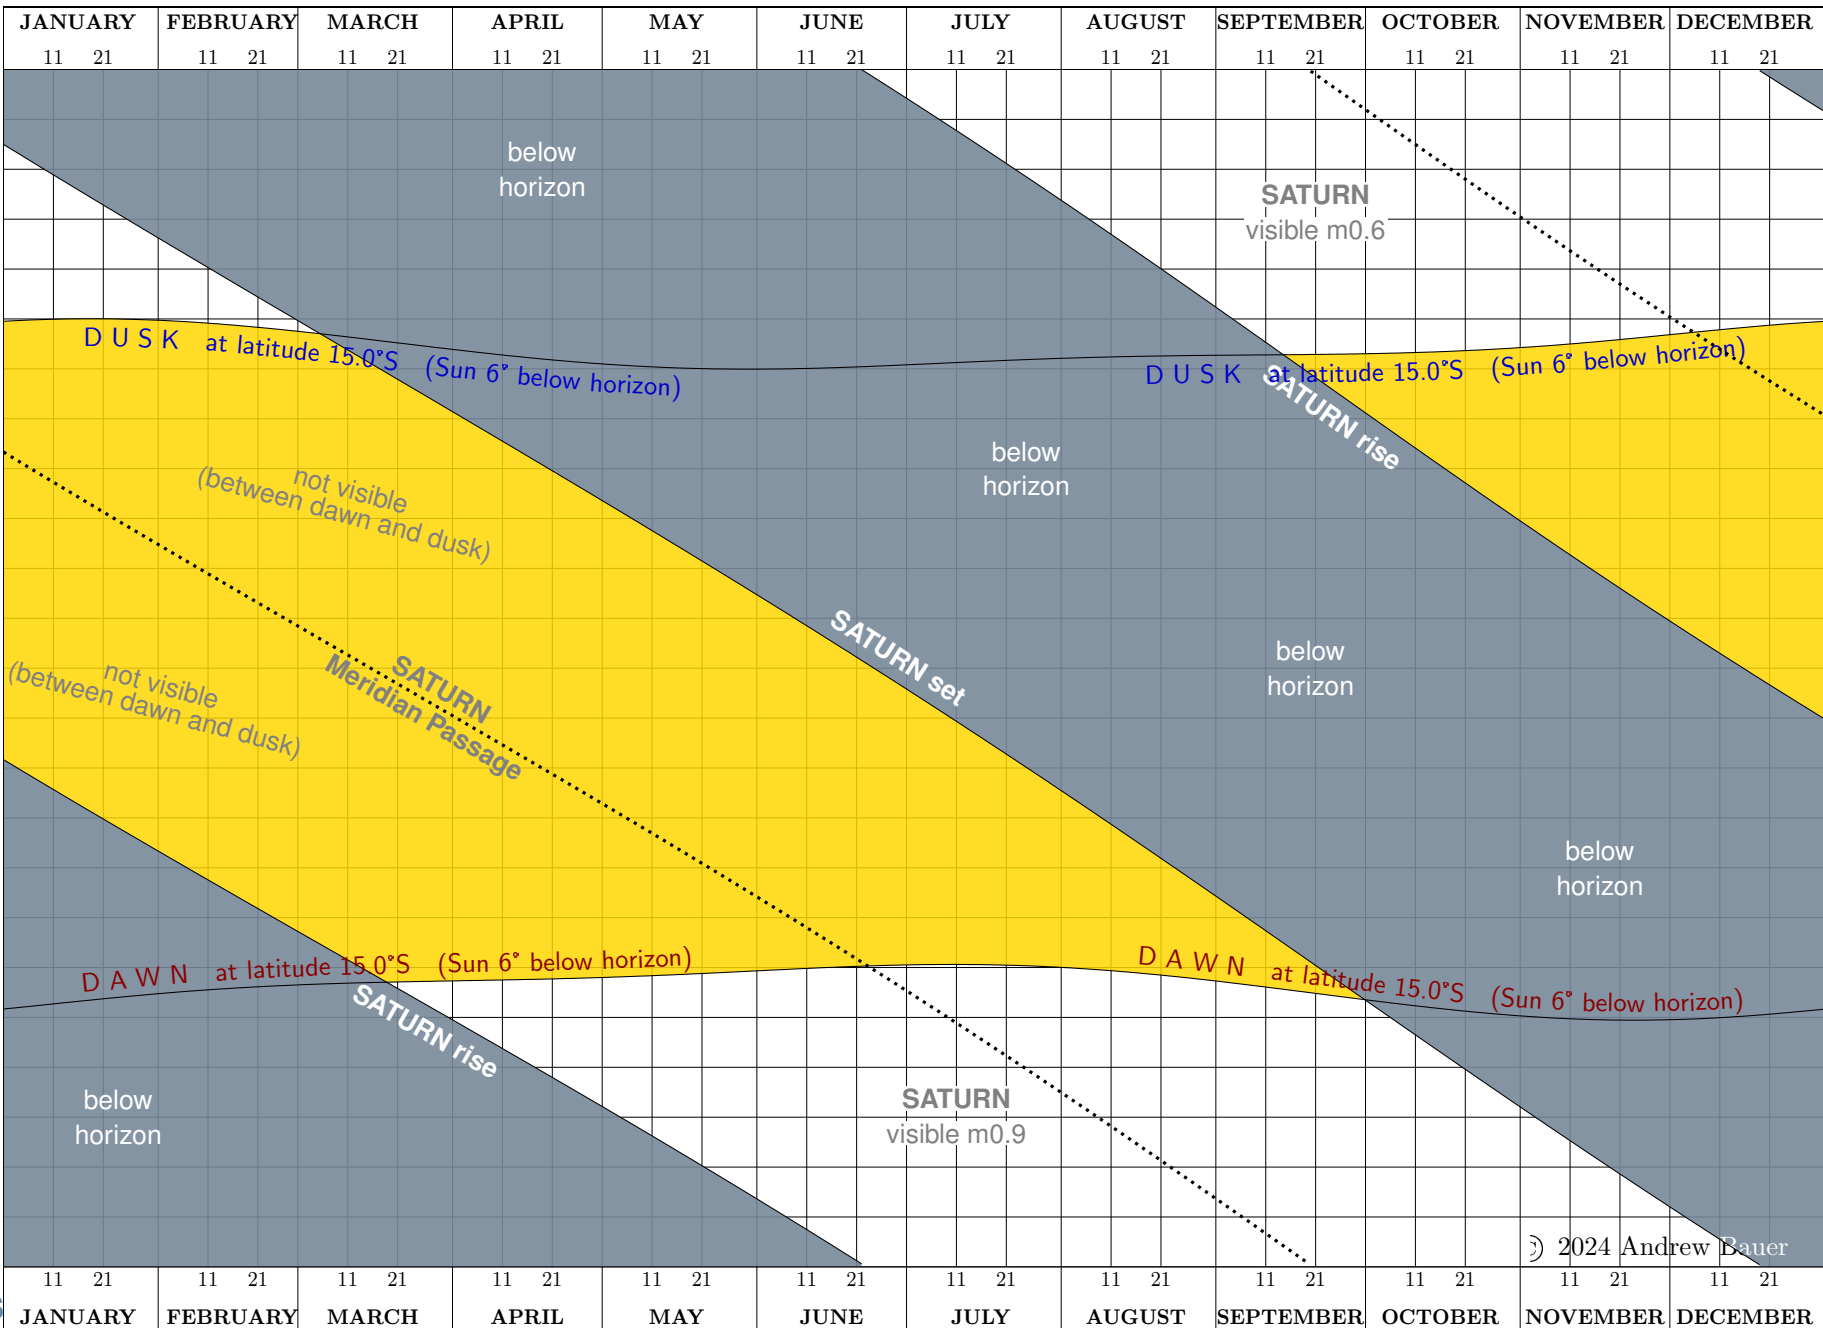 JANUARY FEBRUARY MARCH APRIL MAY JUNE JULY AUGUST SEPTEMBER OCTOBER NOVEMBER DECEMBER
11 21 11 21 11 21 11 21 11 21 11 21 11 21 11 21 11 21 11 21 11 21 11 21
below
horizon
SATURN
visible m0.6
DUSK at latitude 15.0°S (Sun 6° below horizon)
DUSK at latitude 15.0°S (Sun 6° below horizon)
SATURN rise
below
horizon
not visible
(between dawn and dusk)
SATURN set
below
horizon
not visible
(between dawn and dusk)
SATURN
Meridian Passage
below
horizon
DAWN at latitude 15.0°S (Sun 6° below horizon)
DAWN at latitude 15.0°S (Sun 6° below horizon)
SATURN rise
below
horizon
SATURN
visible m0.9
© 2024 Andrew Bauer
11 21 11 21 11 21 11 21 11 21 11 21 11 21 11 21 11 21 11 21 11 21 11 21
JANUARY FEBRUARY MARCH APRIL MAY JUNE JULY AUGUST SEPTEMBER OCTOBER NOVEMBER DECEMBER